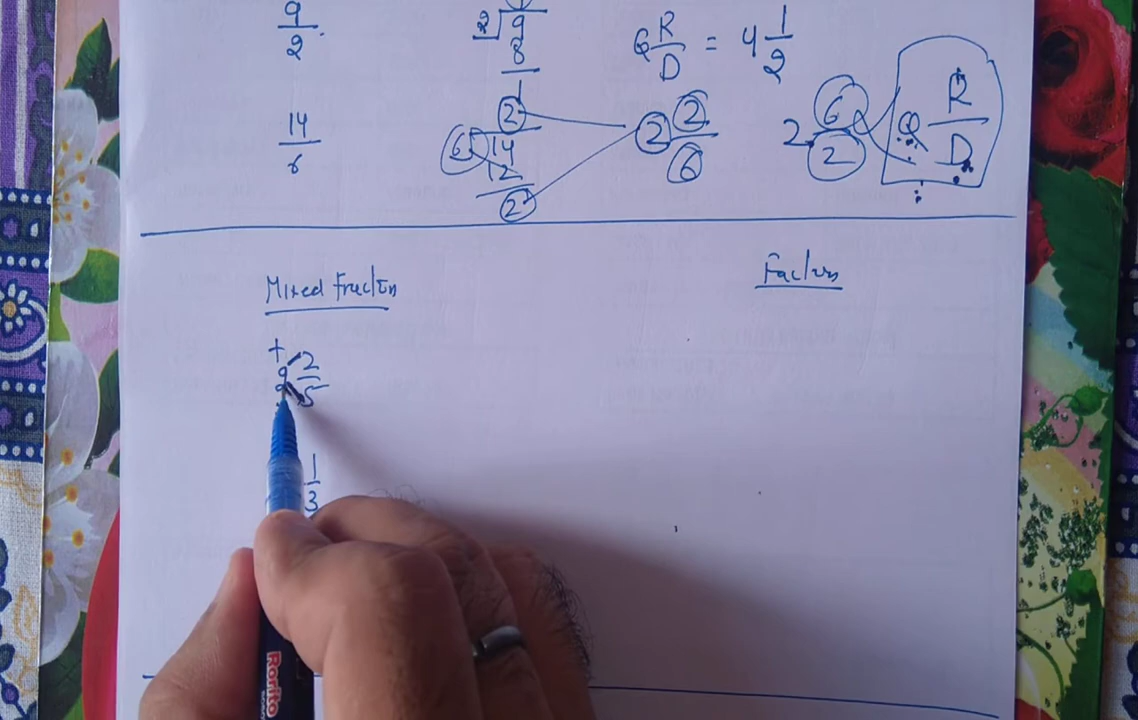 9/2 2)9 8 1 Q R/D = 4 1/2
14/6 6)14 2 12 2 2 2/6 2 6/2 Q R/D
Mixed Fraction Factors
+
9 2/5
1/3
Rorito